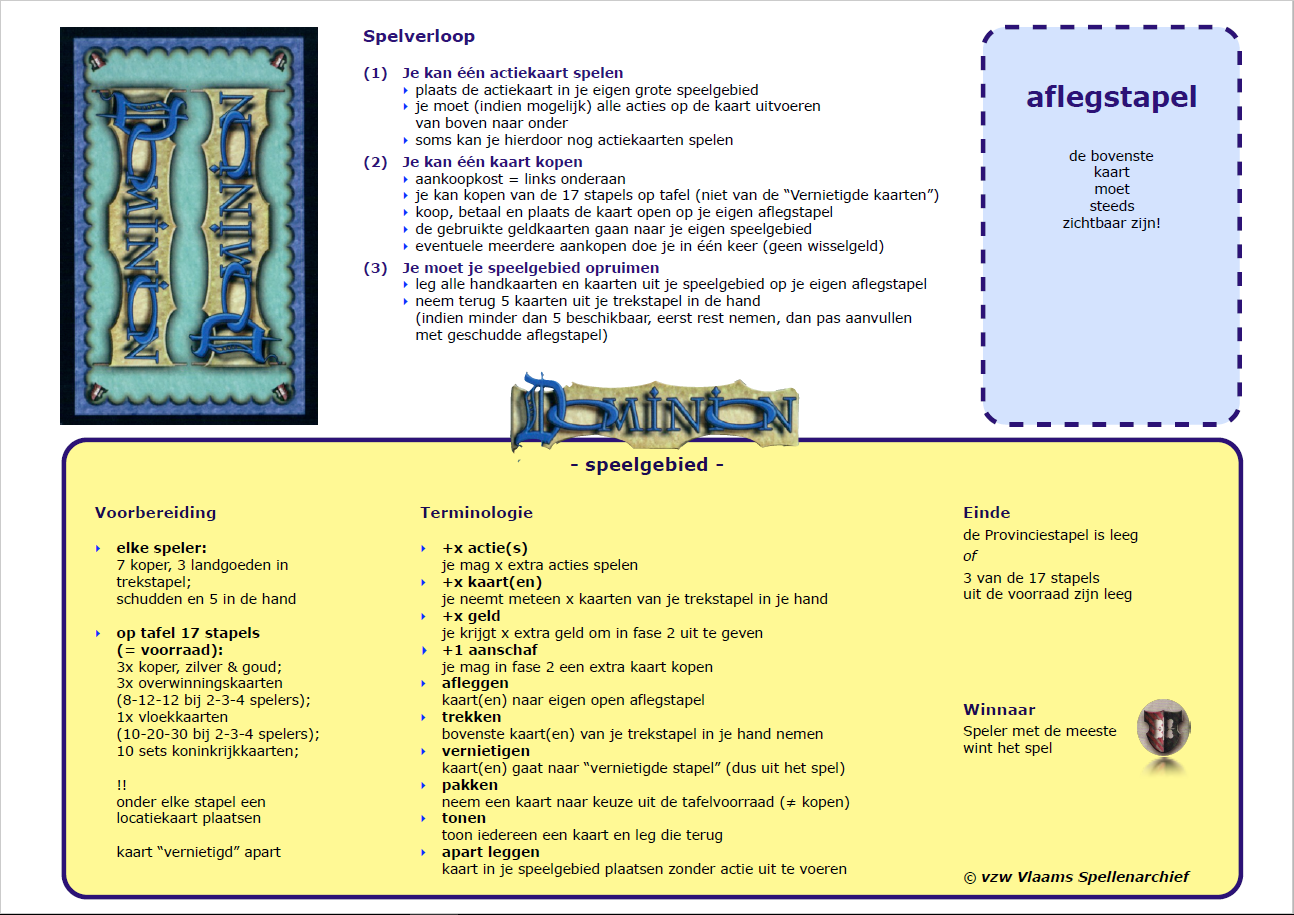 DOMINION
DOMINION
Spelverloop
(1) Je kan één actiekaart spelen
plaats de actiekaart in je eigen grote speelgebied
je moet (indien mogelijk) alle acties op de kaart uitvoeren
van boven naar onder
soms kan je hierdoor nog actiekaarten spelen
(2) Je kan één kaart kopen
aankoopkost = links onderaan
je kan kopen van de 17 stapels op tafel (niet van de “Vernietigde kaarten”)
koop, betaal en plaats de kaart open op je eigen aflegstapel
de gebruikte geldkaarten gaan naar je eigen speelgebied
eventuele meerdere aankopen doe je in één keer (geen wisselgeld)
(3) Je moet je speelgebied opruimen
leg alle handkaarten en kaarten uit je speelgebied op je eigen aflegstapel
neem terug 5 kaarten uit je trekstapel in de hand
(indien minder dan 5 beschikbaar, eerst rest nemen, dan pas aanvullen
met geschudde aflegstapel)
aflegstapel
de bovenste
kaart
moet
steeds
zichtbaar zijn!
DOMINION
- speelgebied -
Voorbereiding
elke speler:
7 koper, 3 landgoeden in
trekstapel;
schudden en 5 in de hand
op tafel 17 stapels
(= voorraad):
3x koper, zilver & goud;
3x overwinningskaarten
(8-12-12 bij 2-3-4 spelers);
1x vloekkaarten
(10-20-30 bij 2-3-4 spelers);
10 sets koninkrijkkaarten;
!!
onder elke stapel een
locatiekaart plaatsen
kaart “vernietigd” apart
Terminologie
+x actie(s)
je mag x extra acties spelen
+x kaart(en)
je neemt meteen x kaarten van je trekstapel in je hand
+x geld
je krijgt x extra geld om in fase 2 uit te geven
+1 aanschaf
je mag in fase 2 een extra kaart kopen
afleggen
kaart(en) naar eigen open aflegstapel
trekken
bovenste kaart(en) van je trekstapel in je hand nemen
vernietigen
kaart(en) gaat naar “vernietigde stapel” (dus uit het spel)
pakken
neem een kaart naar keuze uit de tafelvoorraad (≠ kopen)
tonen
toon iedereen een kaart en leg die terug
apart leggen
kaart in je speelgebied plaatsen zonder actie uit te voeren
Einde
de Provinciestapel is leeg
of
3 van de 17 stapels
uit de voorraad zijn leeg
Winnaar
Speler met de meeste
wint het spel
© vzw Vlaams Spellenarchief